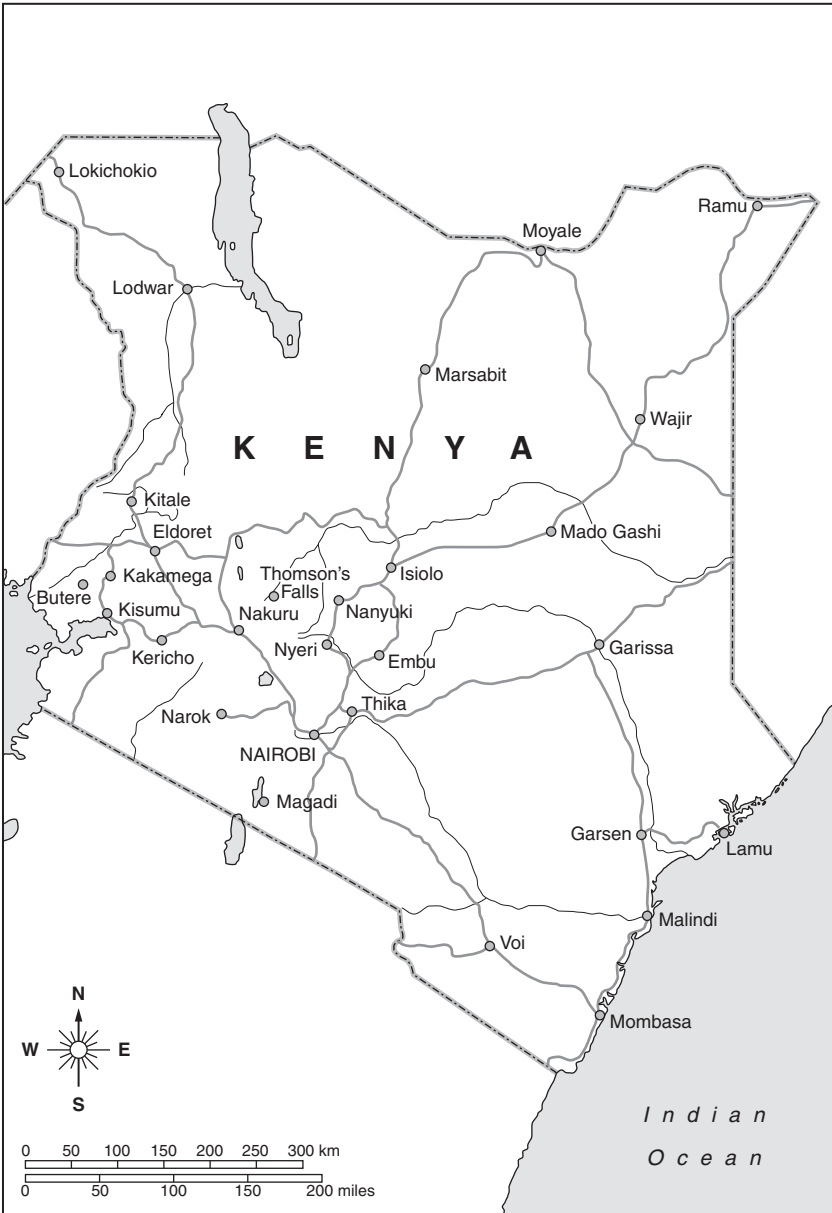 Lokichokio
Ramu
Moyale
Lodwar
Marsabit
Wajir
K E N Y A
Kitale
Eldoret
Mado Gashi
Isiolo
Thomson's
Falls
Kakamega
Butere
Nanyuki
Kisumu
Nakuru
Nyeri
Garissa
Kericho
Embu
Thika
Narok
NAIROBI
Magadi
Garsen
Lamu
Malindi
Voi
N
W E
S
Mombasa
Indian
Ocean
0 50 100 150 200 250 300 km
0 50 100 150 200 miles